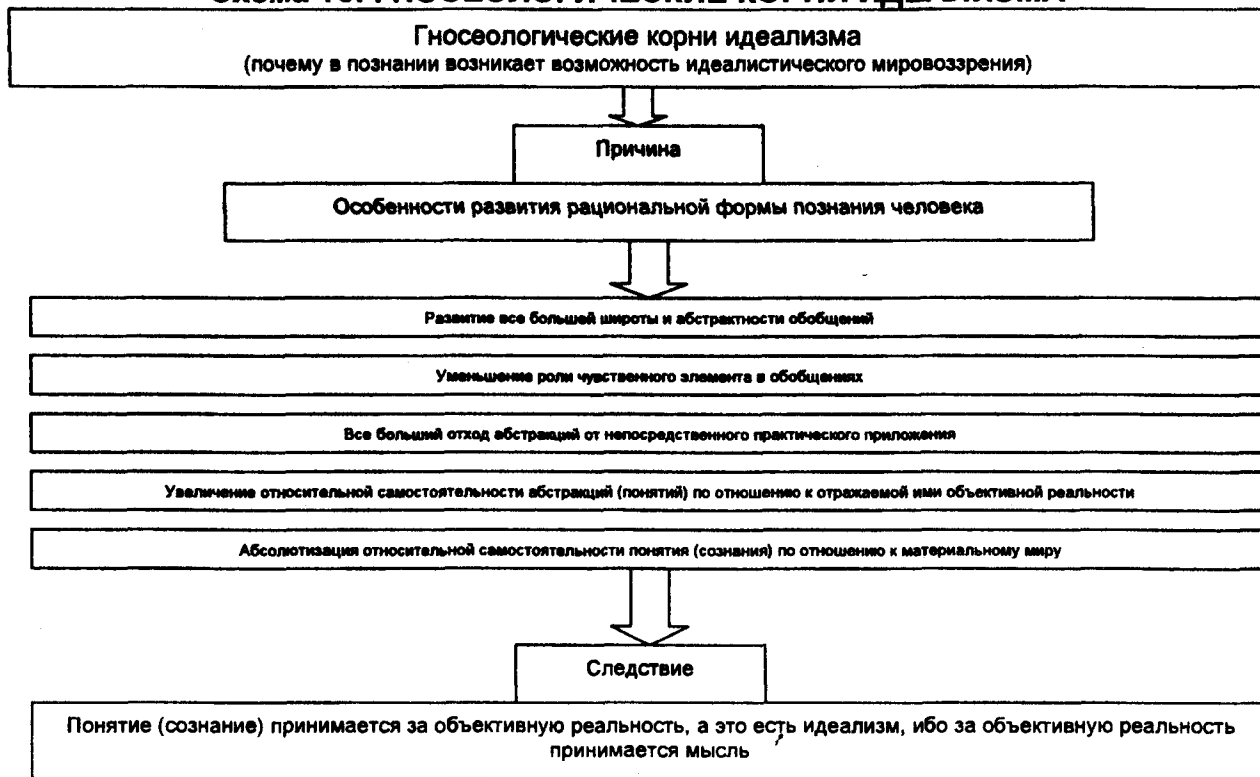 Гносеологические корни идеализма
(почему в познании возникает возможность идеалистического мировоззрения)
Причина
Особенности развития рациональной формы познания человека
Развитие все большей широты и абстрактности обобщений
Уменьшение роли чувственного элемента в обобщениях
Все больший отход абстракций от непосредственного практического приложения
Увеличение относительной самостоятельности абстракций (понятий) по отношению к отражаемой ими объективной реальности
Абсолютизация относительной самостоятельности понятия (сознания) по отношению к материальному миру
Следствие
Понятие (сознание) принимается за объективную реальность, а это есть идеализм, ибо за объективную реальность
принимается мысль